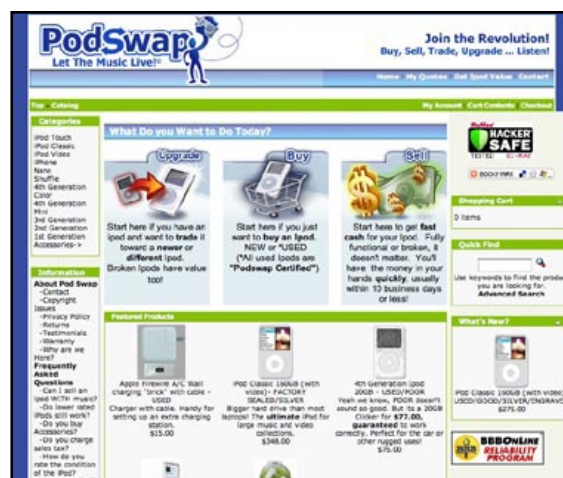 PodSwap
Let The Music Live!®
Join the Revolution!
Buy, Sell, Trade, Upgrade ... Listen!
Home My Quotes Get Ipod Value Contact
Top Catalog
My Account Cart Contents Checkout
Categories
iPod Touch
iPod Classic
iPod Video
iPhone
Nano
Shuffle
4th Generation
Color
4th Generation
Mini
3rd Generation
2nd Generation
1st Generation
Accessories->
Information
About Pod Swap
-Contact
-Copyright
Issues
-Privacy Policy
-Returns
-Testimonials
-Warranty
-Why are we
Here?
Frequently
Asked
Questions
-Can I sell an
ipod WITH music?
-Do lower rated
iPods still work?
-Do you buy
Accessories?
-Do you charge
sales tax?
-How do you
rate the condition
of the iPod?
What Do you Want to Do Today?
Upgrade
Start here if you have an
ipod and want to trade it
toward a newer or
different ipod.
Broken Ipods have value
too!
Buy
Start here if you just
want to buy an Ipod.
NEW or *USED
(*All used Ipods are
"Podswap Certified")
Sell
Start here to get fast
cash for your Ipod. Fully
functional or broken, it
doesn't matter. You'll
have the money in your
hands quickly, usually
within 10 business days
or less!
Featured Products
Apple Firewire A/C Wall
charging "brick" with cable -
USED
Charger with cable. Handy for
setting up an extra charging
station.
$15.00
iPod Classic 160GB (with
video)- FACTORY
SEALED/SILVER
Bigger hard drive than most
laptops! The ultimate iPod for
large music and video
collections.
$348.00
4th Generation Ipod
20GB - USED/POOR
Yeah we know, POOR doesn't
sound so good. But its a 20GB
Clicker for $77.00,
guaranteed to work
correctly. Perfect for the car or
other rugged uses!
$76.00
HACKER
SAFE
TESTED
BOOKMARK
Shopping Cart
0 items
Quick Find
Use keywords to find the produ
you are looking for.
Advanced Search
What's New?
iPod Classic 160GB (with video)
USED/GOOD/SILVER/ENGRAV
$275.00
BBBOnLine
RELIABILITY
PROGRAM